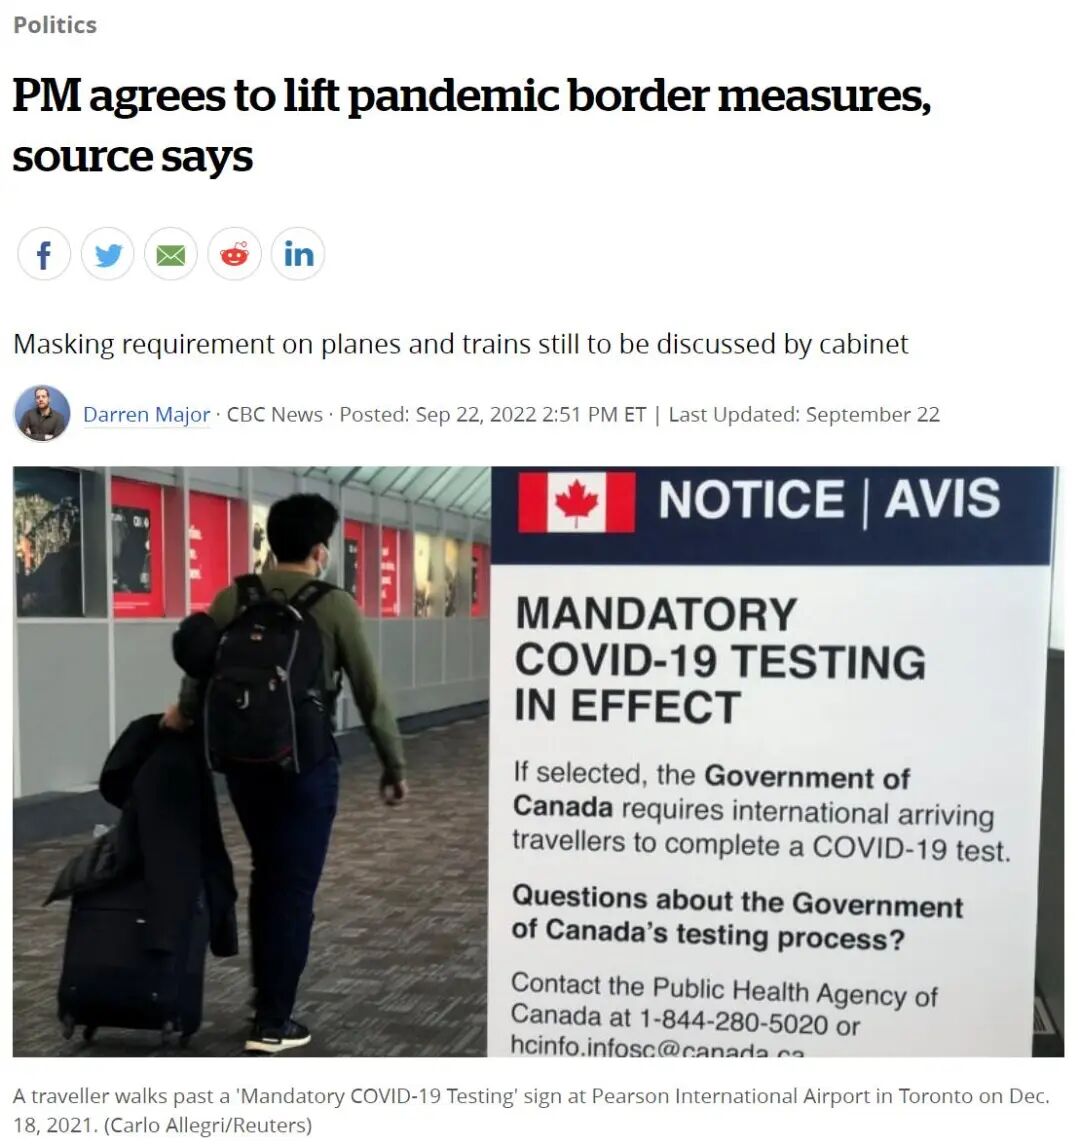 Politics
PM agrees to lift pandemic border measures,
source says
Masking requirement on planes and trains still to be discussed by cabinet
Darren Major · CBC News · Posted: Sep 22, 2022 2:51 PM ET | Last Updated: September 22
NOTICE | AVIS
MANDATORY
COVID-19 TESTING
IN EFFECT
If selected, the Government of
Canada requires international arriving
travellers to complete a COVID-19 test.
Questions about the Government
of Canada's testing process?
Contact the Public Health Agency of
Canada at 1-844-280-5020 or
hcinfo.infosc@canada.ca
A traveller walks past a 'Mandatory COVID-19 Testing' sign at Pearson International Airport in Toronto on Dec.
18, 2021. (Carlo Allegri/Reuters)